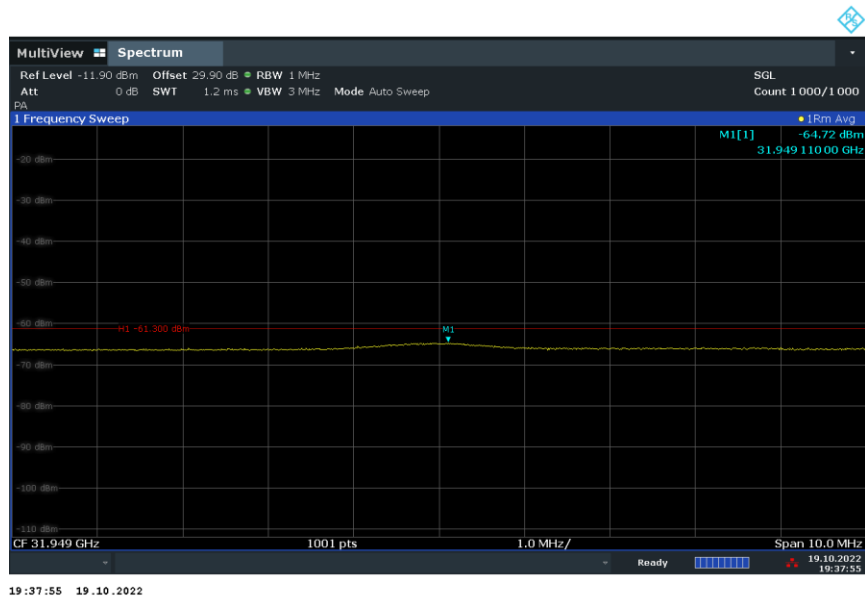 R S
MultiView Spectrum
Ref Level -11.90 dBm Offset 29.90 dB RBW 1 MHz SGL
Att 0 dB SWT 1.2 ms VBW 3 MHz Mode Auto Sweep Count 1000/1000
PA
1 Frequency Sweep 1Rm Avg
M1[1] -64.72 dBm
31.94911000 GHz
-20 dBm
-30 dBm
-40 dBm
-50 dBm
-60 dBm
H1 -61.300 dBm
M1
-70 dBm
-80 dBm
-90 dBm
-100 dBm
-110 dBm
CF 31.949 GHz 1001 pts 1.0 MHz/ Span 10.0 MHz
Ready 19.10.2022
19:37:55
19:37:55 19.10.2022